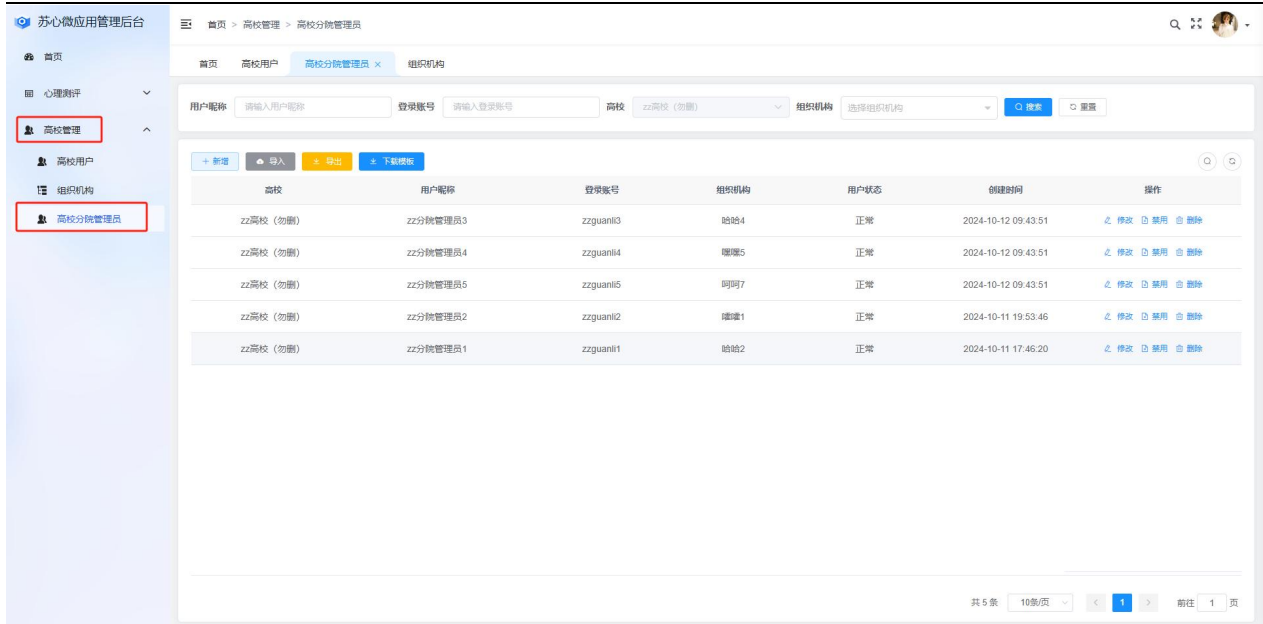 苏心微应用管理后台
首页 > 高校管理 > 高校分院管理员
首页
心理测评
高校管理
高校用户
组织机构
高校分院管理员
首页 高校用户 高校分院管理员 × 组织机构
用户昵称 请输入用户昵称 登录账号 请输入登录账号 高校 zz高校（勿删） 组织机构 选择组织机构 搜索 重置
+ 新增 导入 导出 下载模板
高校 用户昵称 登录账号 组织机构 用户状态 创建时间 操作
zz高校（勿删） zz分院管理员3 zzguanli3 哈哈4 正常 2024-10-12 09:43:51 修改 禁用 删除
zz高校（勿删） zz分院管理员4 zzguanli4 嘿嘿5 正常 2024-10-12 09:43:51 修改 禁用 删除
zz高校（勿删） zz分院管理员5 zzguanli5 呵呵7 正常 2024-10-12 09:43:51 修改 禁用 删除
zz高校（勿删） zz分院管理员2 zzguanli2 正常 2024-10-11 19:53:46 修改 禁用 删除
zz高校（勿删） zz分院管理员1 zzguanli1 哈哈2 正常 2024-10-11 17:46:20 修改 禁用 删除
共 5 条 10条/页 < 1 > 前往 1 页